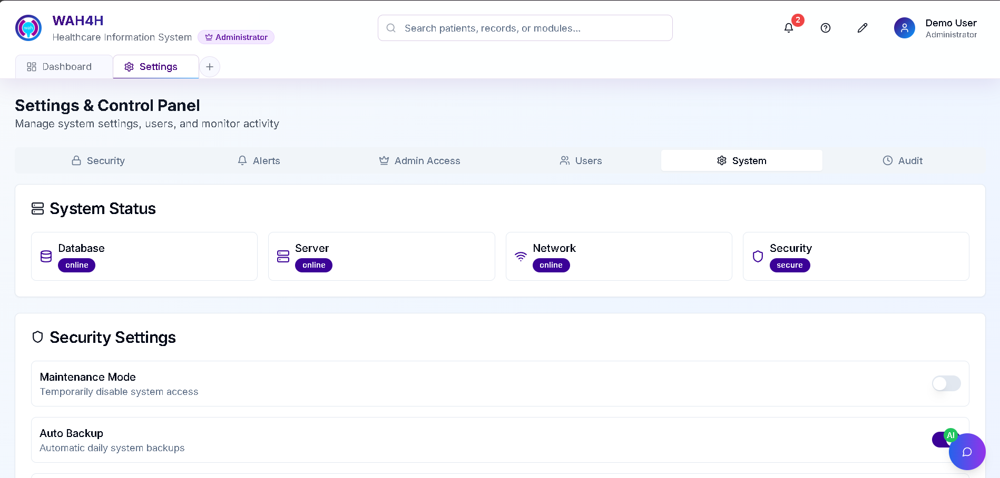 WAH4H
Healthcare Information System
Administrator
wah
Search patients, records, or modules...
2
Demo User
Administrator
Dashboard
Settings
Settings & Control Panel
Manage system settings, users, and monitor activity
Security
Alerts
Admin Access
Users
System
Audit
System Status
Database
online
Server
online
Network
online
Security
secure
Security Settings
Maintenance Mode
Temporarily disable system access
Auto Backup
Automatic daily system backups
AI